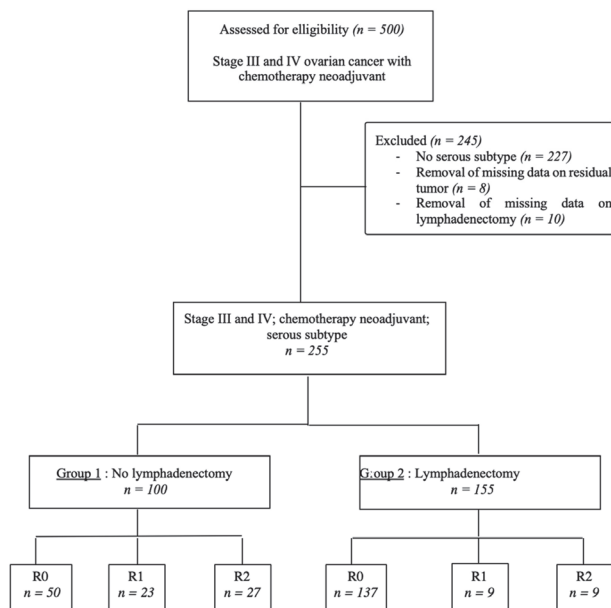 Assessed for elligibility (n = 500)
Stage III and IV ovarian cancer with
chemotherapy neoadjuvant
Excluded (n = 245)
- No serous subtype (n = 227)
- Removal of missing data on residual
tumor (n = 8)
- Removal of missing data on
lymphadenectomy (n = 10)
Stage III and IV; chemotherapy neoadjuvant;
serous subtype
n = 255
Group 1 : No lymphadenectomy
n = 100
Group 2 : Lymphadenectomy
n = 155
R0
n = 50
R1
n = 23
R2
n = 27
R0
n = 137
R1
n = 9
R2
n = 9